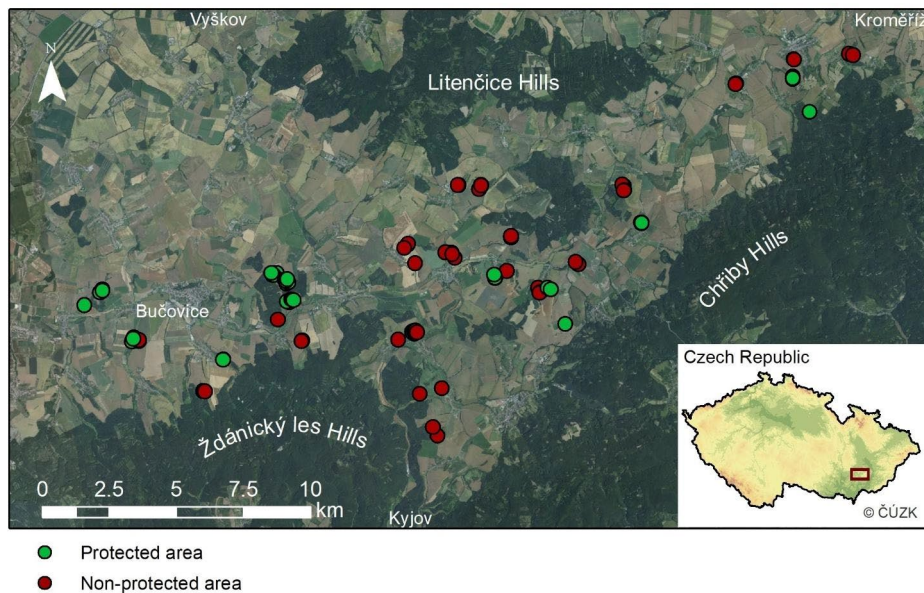 Vyškov
Kroměříž
N
Litenčice Hills
Chřiby Hills
Bučovice
Ždánický les Hills
Czech Republic
0 2.5 5 7.5 10
km
Kyjov
© ČÚZK
Protected area
Non-protected area